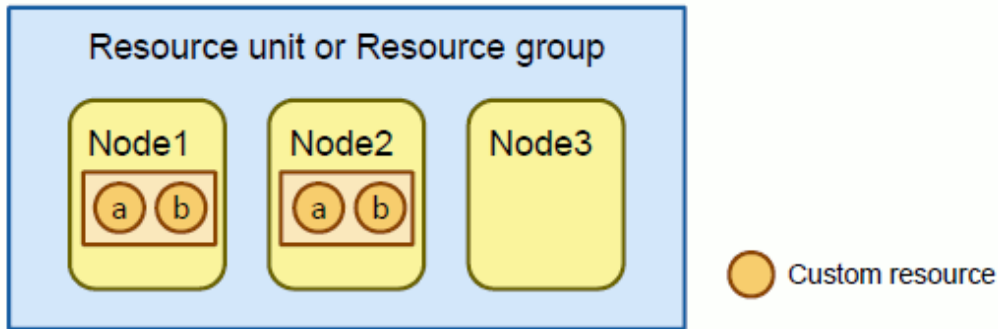 Resource unit or Resource group
Node1 Node2 Node3
a b a b
Custom resource